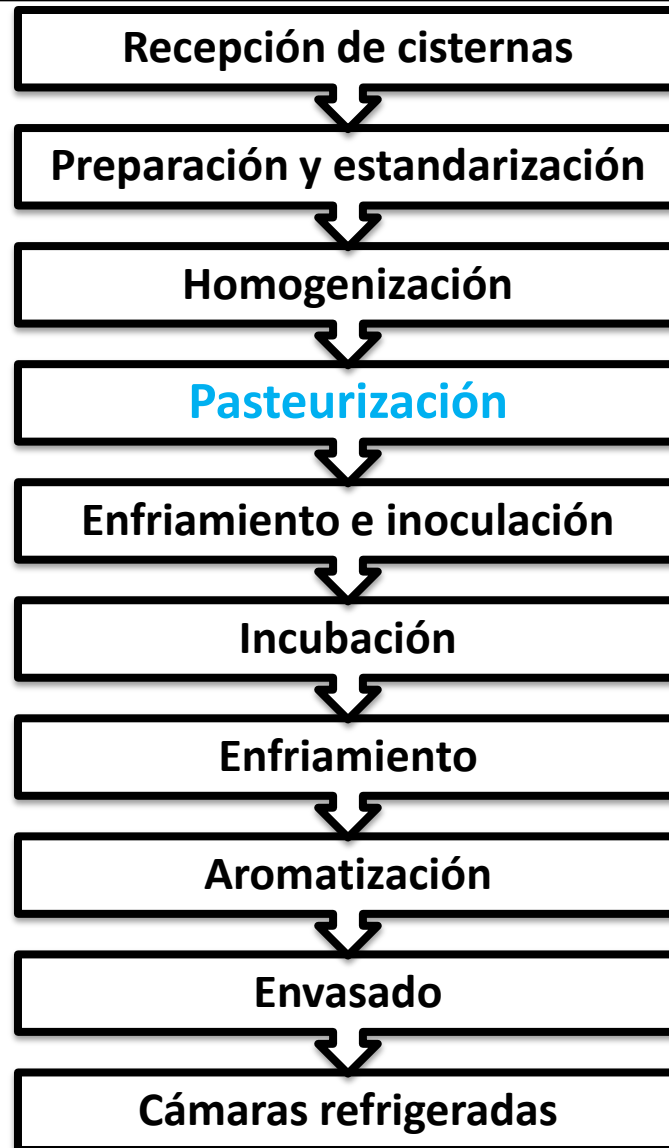 Recepción de cisternas
Preparación y estandarización
Homogenización
Pasteurización
Enfriamiento e inoculación
Incubación
Enfriamiento
Aromatización
Envasado
Cámaras refrigeradas